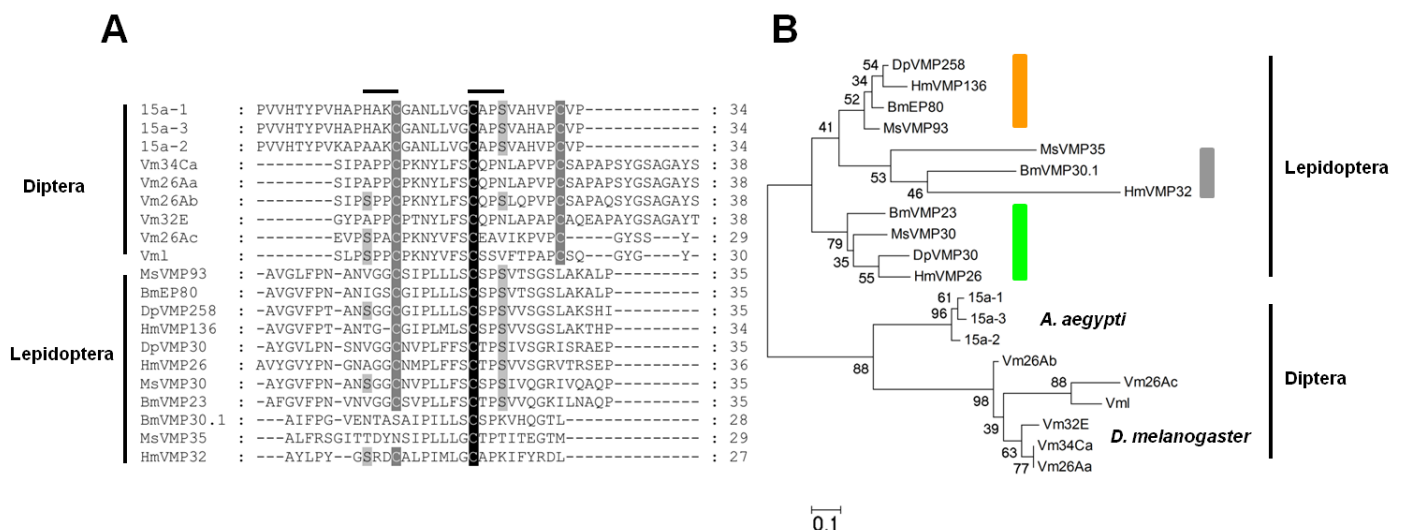 A
Diptera
Lepidoptera
15a-1 : PVVHTYPVHAPHAKCGANLLVGCAPSVAHVPCVP------------ : 34
15a-3 : PVVHTYPVHAPHAKCGANLLVGCAPSVAHAPCVP------------ : 34
15a-2 : PVVHTYPVKAPAHAKCGANLLVGCAPSVAHVPCVP------------ : 34
Vm34Ca : --------SIPAPPCPKNYLFSCQPNLAPVPCSAPAPSYGSAGAYS : 38
Vm26Aa : --------SIPAPPCPKNYLFSCQPNLAPVPCSAPAPSYGSAGAYS : 38
Vm26Ab : --------SIPSPPCPKNYLFSCQPSLQPVPCSAPAQSYGSAGAYS : 38
Vm32E : --------GYPAPPCPTNYLFSCQPNLAPAPCAQEAPAYGSAGAYT : 38
Vm26Ac : --------EVPSPACPKNYVFSCEAVIKPVPC----GYSS---Y- : 29
Vml : --------SLPSPPCPKNYVFSCSSVFTPAPCSQ---GYG---Y- : 30
MsVMP93 : -AVGLFPN-ANVGGCSIPLLLSCSPSVTSGSLAKALP--------- : 35
BmEP80 : -AVGVFPN-ANIGSCGIPLLLSCSPSVTSGSLAKALP--------- : 35
DpVMP258 : -AVGVFPT-ANSGGCGIPLLLSCSPSVVSGSLAKSHI--------- : 35
HmVMP136 : -AVGVFPT-ANTG-CGIPLMLSCSPSVVSGSLAKTHP--------- : 34
DpVMP30 : -AYGVLPN-SNVGGCNVPLLFSCTPSVISGRISRAEP--------- : 35
HmVMP26 : AVYGVYPN-GNAGGCNMPLFFSCTPSVVSGRVTRSEP--------- : 36
MsVMP30 : -AYGVFPN-ANSGGCNVPLLFSCSPSIVQGRIVQAQP--------- : 35
BmVMP23 : -AFGVFPN-VNVGGCSVPLLFSCTPSVVQGKILNAQP--------- : 35
BmVMP30.1 : ---AIFPG-VENTASAIPILLSCSPKVHQGTL-------------- : 28
MsVMP35 : ---ALFRSGITTDYNSIPLLLGCTPTITEGTM-------------- : 29
HmVMP32 : ---AYLPY-GSRDCALPIMLGCAPKIFYRDL-------------- : 27
B
54
DpVMP258
34
HmVMP136
52
BmEP80
MsVMP93
41
MsVMP35
53
BmVMP30.1
46
HmVMP32
BmVMP23
79
MsVMP30
35
DpVMP30
55
HmVMP26
Lepidoptera
61
15a-1
96
15a-3
15a-2
A. aegypti
88
Vm26Ab
98
88
Vm26Ac
Vml
39
Vm32E
63
Vm34Ca
77
Vm26Aa
D. melanogaster
Diptera
0.1